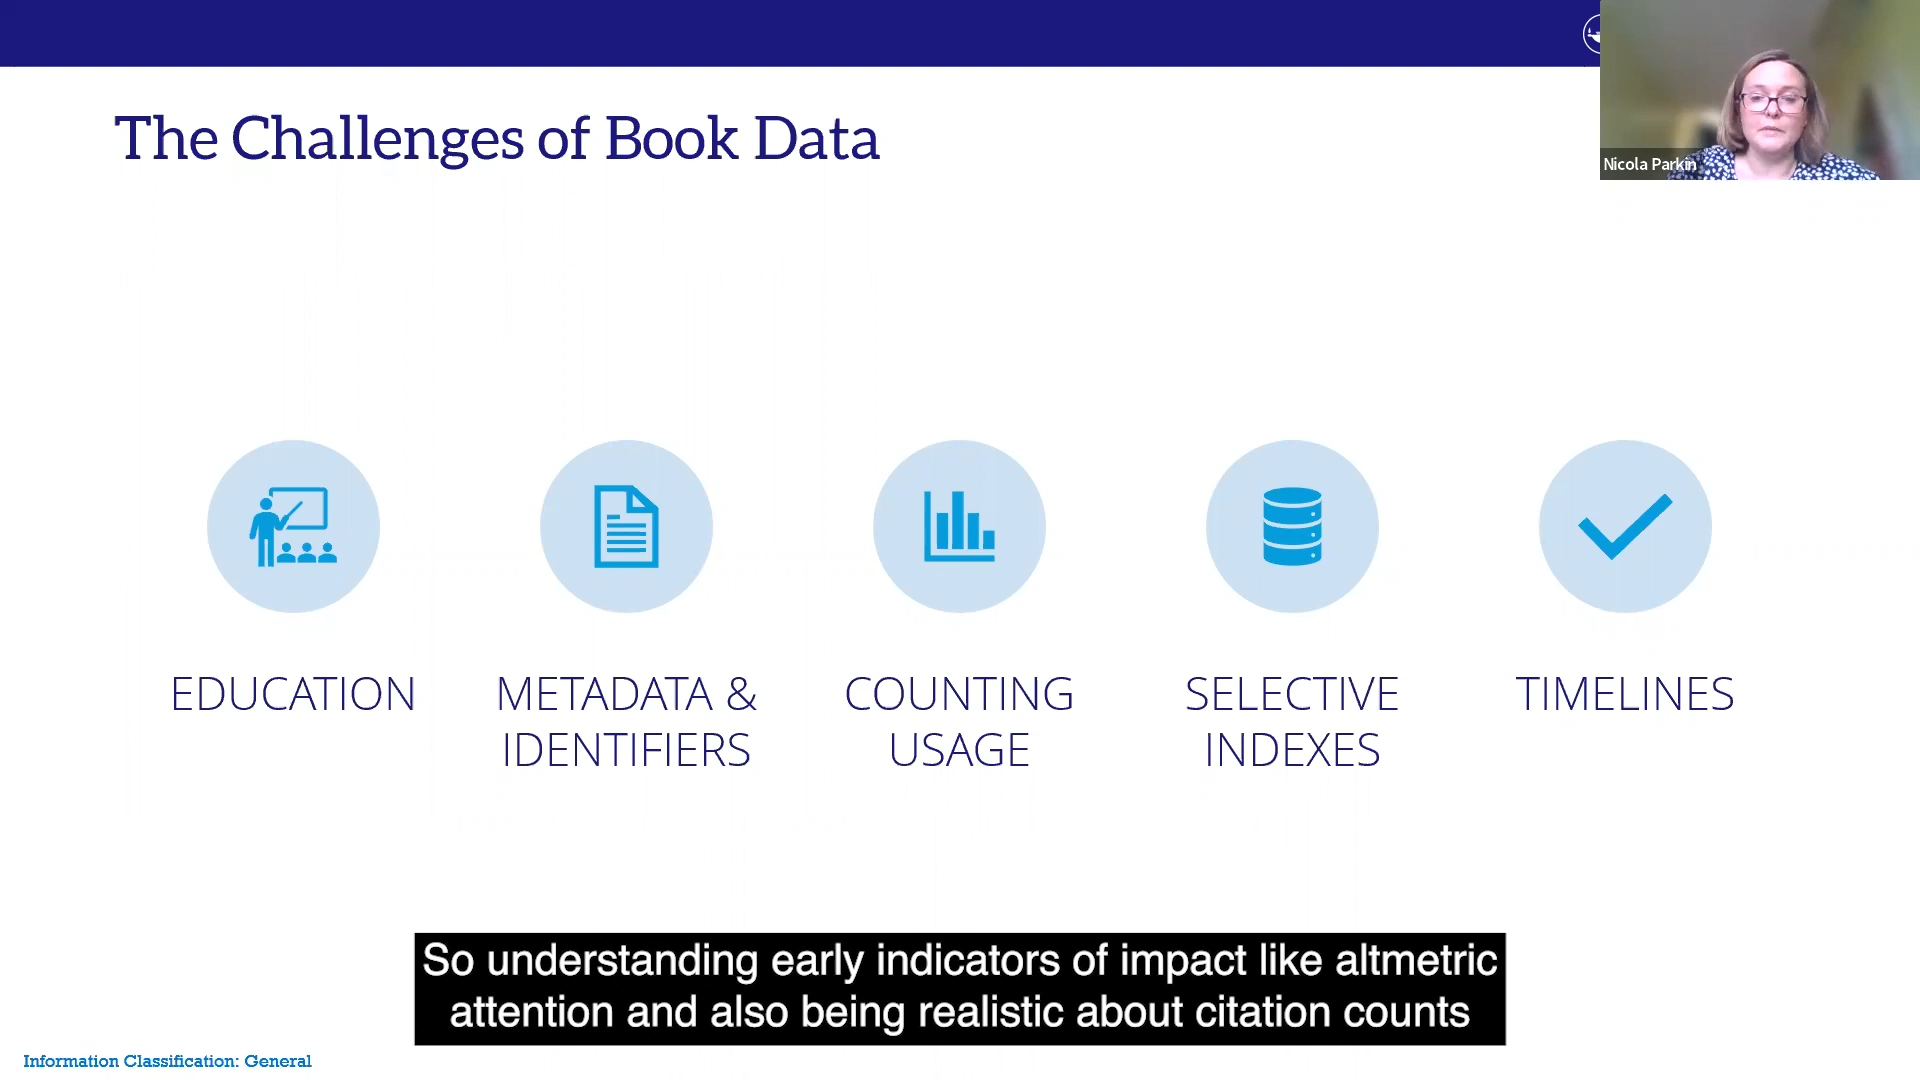 The Challenges of Book Data
Nicola Parkin
EDUCATION
METADATA &
IDENTIFIERS
COUNTING
USAGE
SELECTIVE
INDEXES
TIMELINES
So understanding early indicators of impact like altmetric
attention and also being realistic about citation counts
Information Classification: General